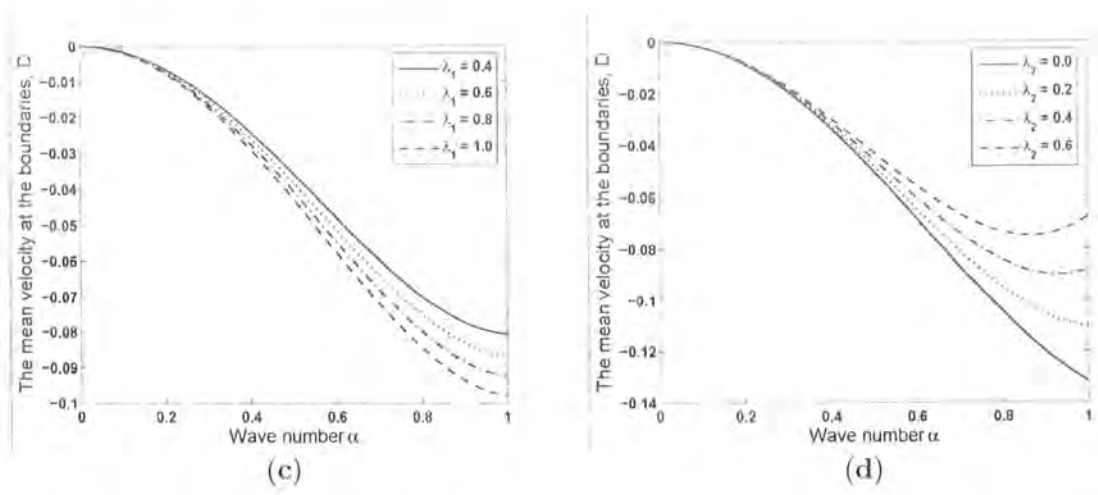 0
−0.01
−0.02
−0.03
−0.04
−0.05
−0.06
−0.07
−0.08
−0.09
−0.1
The mean velocity at the boundaries, D
λ₁ = 0.4
λ₁ = 0.6
λ₁ = 0.8
λ₁ = 1.0
0 0.2 0.4 0.6 0.8 1
Wave number α
(c)
0
−0.02
−0.04
−0.06
−0.08
−0.1
−0.12
−0.14
The mean velocity at the boundaries, D
λ₂ = 0.0
λ₂ = 0.2
λ₂ = 0.4
λ₂ = 0.6
0 0.2 0.4 0.6 0.8 1
Wave number α
(d)